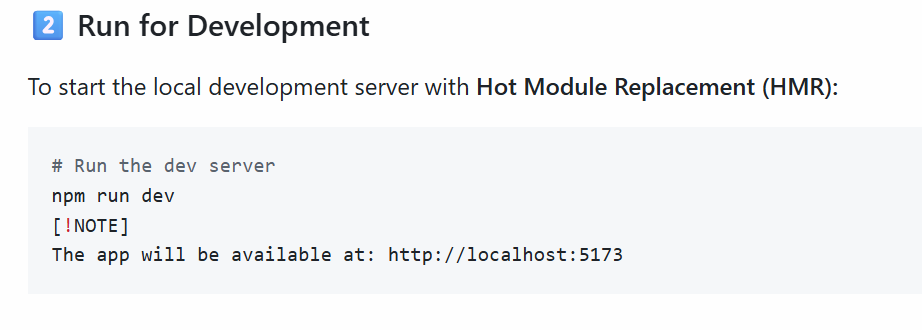 2 Run for Development
To start the local development server with Hot Module Replacement (HMR):
# Run the dev server
npm run dev
[!NOTE]
The app will be available at: http://localhost:5173